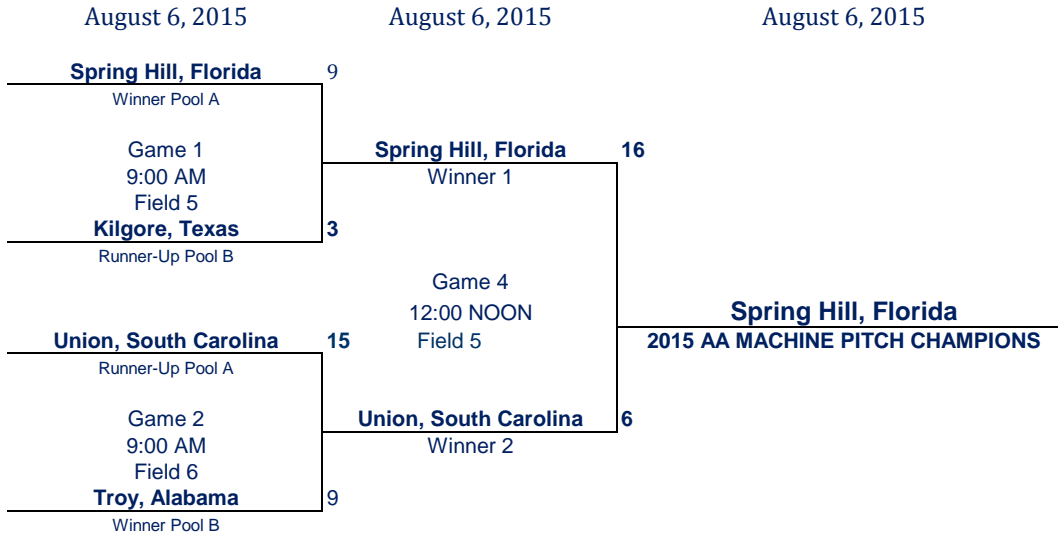 August 6, 2015 August 6, 2015 August 6, 2015
Spring Hill, Florida 9
Winner Pool A
Game 1 Spring Hill, Florida 16
9:00 AM Winner 1
Field 5
Kilgore, Texas 3
Runner-Up Pool B
Game 4
12:00 NOON Spring Hill, Florida
Union, South Carolina 15 Field 5 2015 AA MACHINE PITCH CHAMPIONS
Runner-Up Pool A
Game 2 Union, South Carolina 6
9:00 AM Winner 2
Field 6
Troy, Alabama 9
Winner Pool B